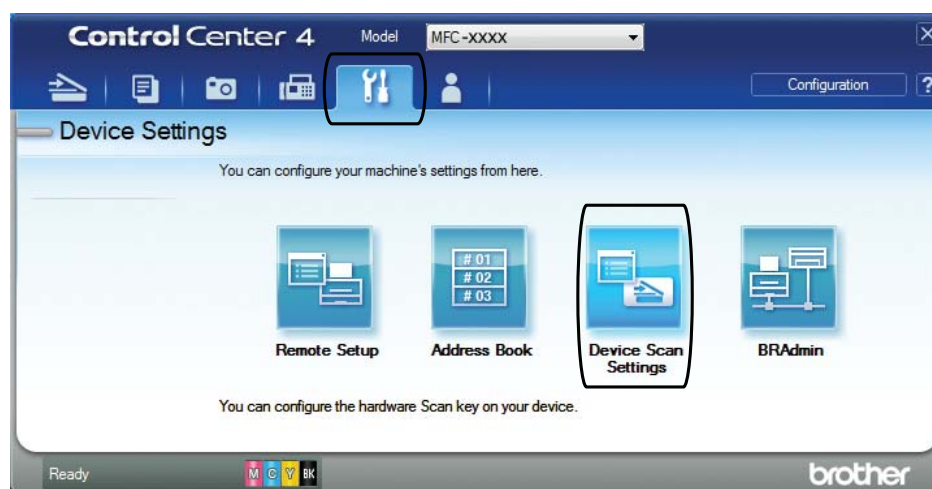 Control Center 4 Model MFC-XXXX
Configuration ?
Device Settings
You can configure your machine's settings from here.
# 01
# 02
# 03
Remote Setup Address Book Device Scan Settings BRAdmin
You can configure the hardware Scan key on your device.
Ready M C Y BK brother